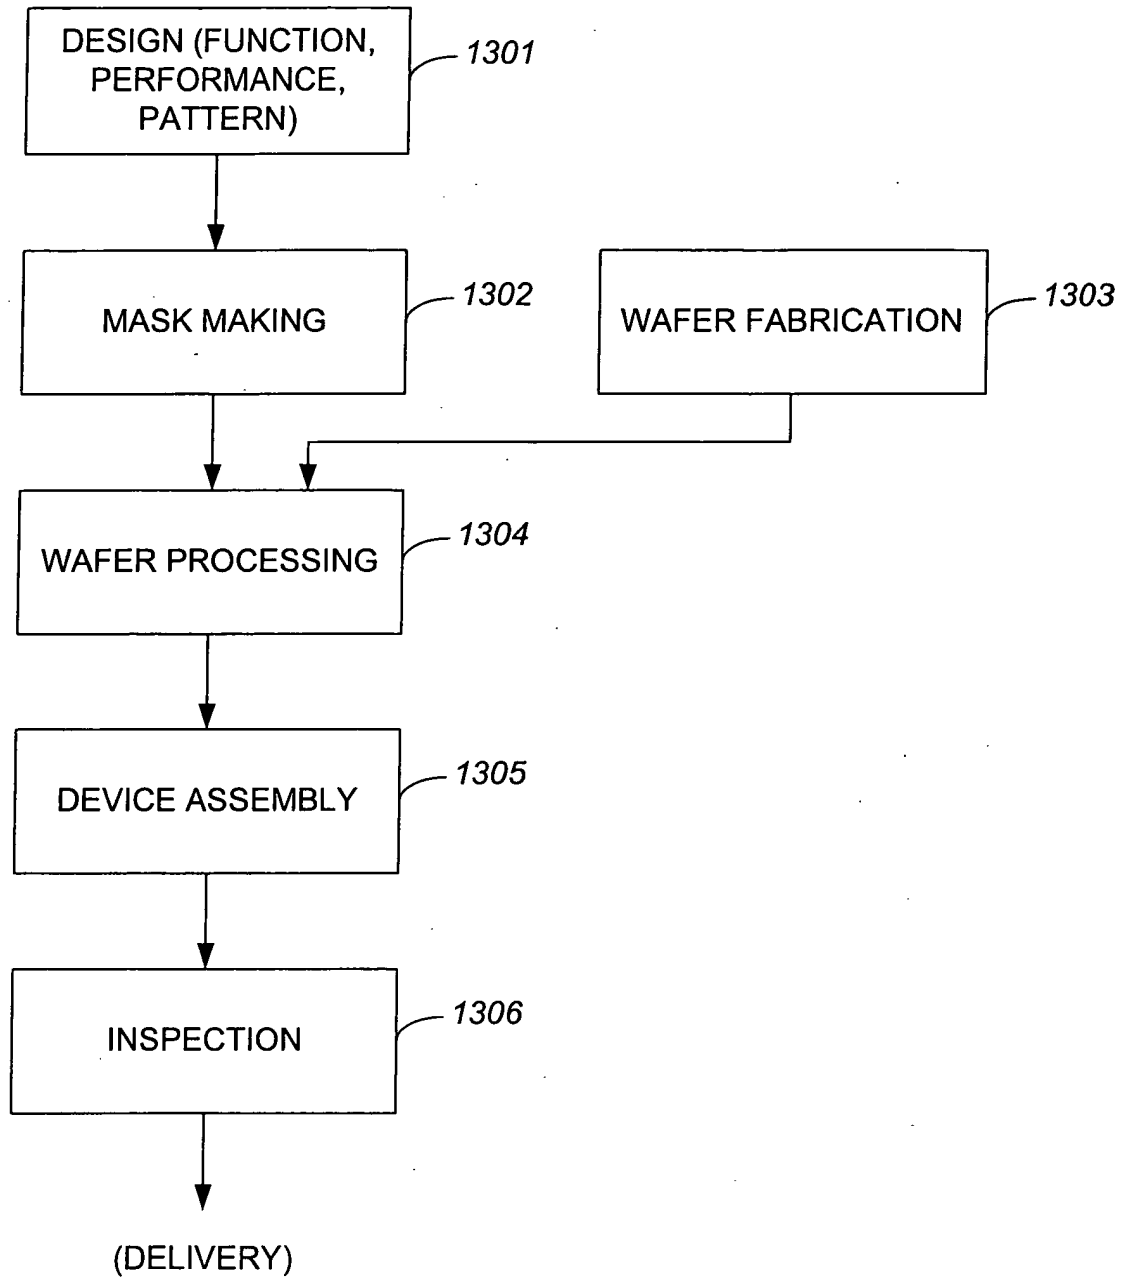 DESIGN (FUNCTION,
PERFORMANCE,
PATTERN)
1301
MASK MAKING
1302
WAFER FABRICATION
1303
WAFER PROCESSING
1304
DEVICE ASSEMBLY
1305
INSPECTION
1306
(DELIVERY)